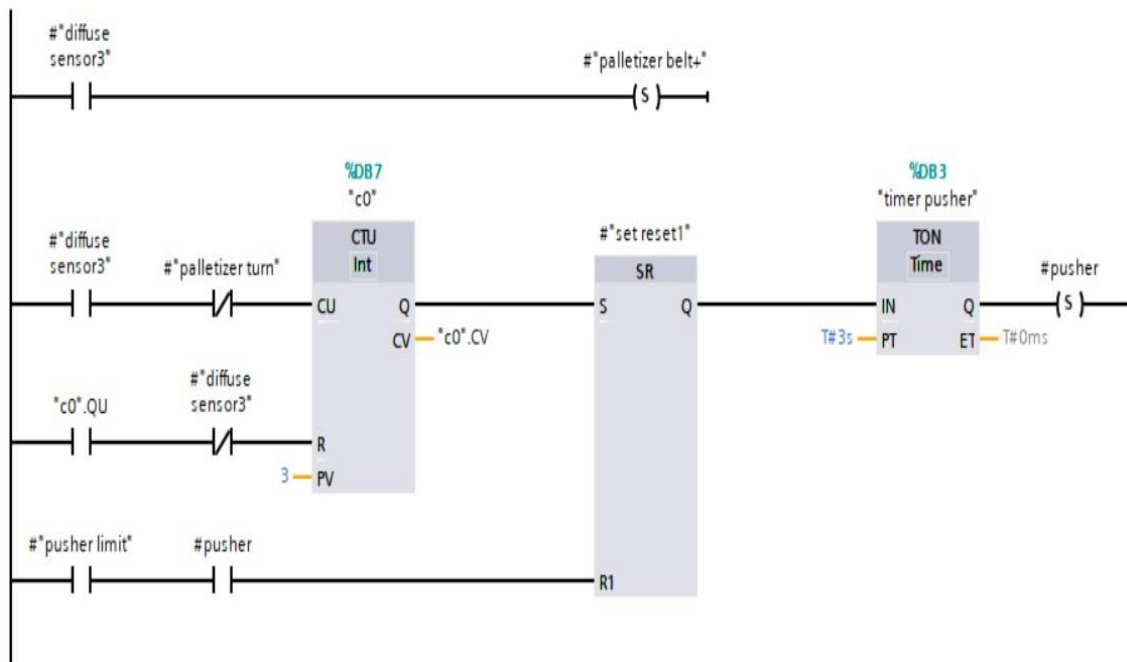 #"diffuse
sensor3"
#"palletizer belt+"
S
%DB7
"c0"
%DB3
"timer pusher"
#"diffuse
sensor3"
#"palletizer turn"
CTU
Int
#"set reset1"
SR
TON
Time
#pusher
CU Q
CV "c0".CV
S Q
IN Q
S
T#3s PT ET T#0ms
"c0".QU
#"diffuse
sensor3"
R
3 PV
#"pusher limit"
#pusher
R1